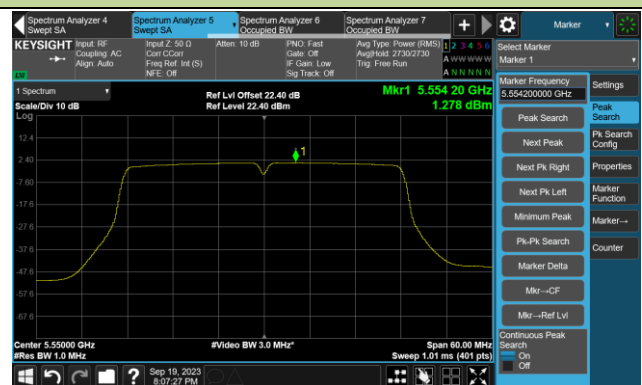 Spectrum Analyzer 4
Swept SA
Spectrum Analyzer 5
Swept SA
Spectrum Analyzer 6
Occupied BW
Spectrum Analyzer 7
Occupied BW
+
Marker
KEYSIGHT
Input: RF
Coupling: AC
Align: Auto
Input Z: 50 Ω
Corr CCorr
Freq Ref: Int (S)
NFE: Off
Atten: 10 dB
PNO: Fast
Gate: Off
IF Gain: Low
Sig Track: Off
Avg Type: Power (RMS)
Avg|Hold: 2730/2730
Trig: Free Run
1 2 3 4 5 6
A W W W W W
A N N N N N
LW
Select Marker
Marker 1
1 Spectrum
Scale/Div 10 dB
Log
Ref Lvl Offset 22.40 dB
Ref Level 22.40 dBm
Mkr1 5.554 20 GHz
1.278 dBm
1
12.4
2.40
-7.60
-17.6
-27.6
-37.6
-47.6
-57.6
-67.6
Center 5.55000 GHz
#Res BW 1.0 MHz
#Video BW 3.0 MHz*
Span 60.00 MHz
Sweep 1.01 ms (401 pts)
Marker Frequency
5.554200000 GHz
Peak Search
Next Peak
Next Pk Right
Next Pk Left
Minimum Peak
Pk-Pk Search
Marker Delta
Mkr→CF
Mkr→Ref Lvl
Continuous Peak
Search
On
Off
Settings
Peak
Search
Pk Search
Config
Properties
Marker
Function
Marker→
Counter
?
Sep 19, 2023
8:07:27 PM